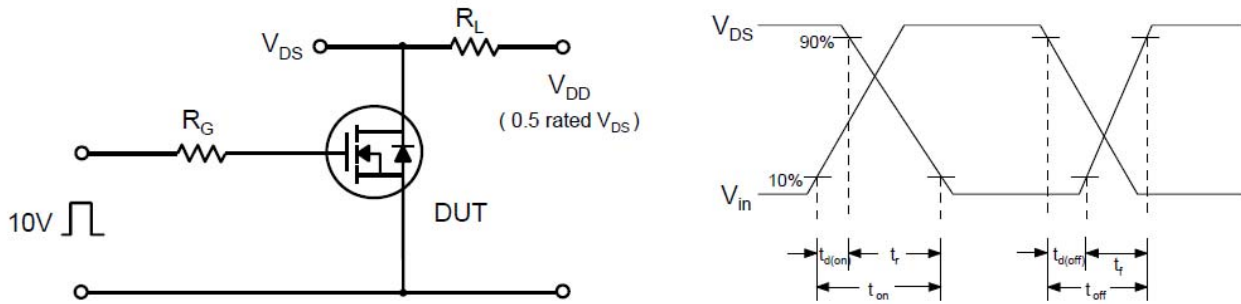 R_L
V_DS
V_DD
( 0.5 rated V_DS )
R_G
10V
DUT
V_DS
90%
10%
V_in
t_d(on)
t_r
t_on
t_d(off)
t_f
t_off